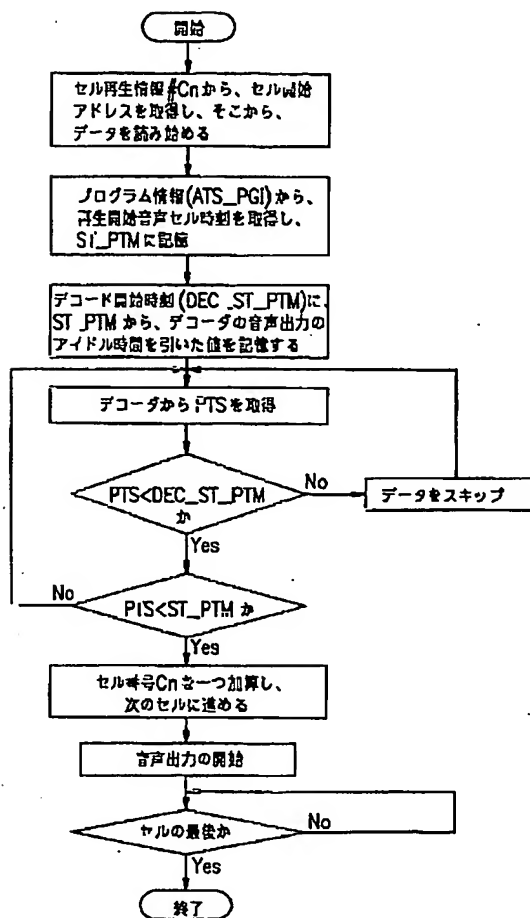 開始
セル再生情報#Cnから、セル開始
アドレスを取得し、そこから、
データを読み始める
プログラム情報(ATS_PGI)から、
再生開始音声セル時刻を取得し、
ST_PTMに記憶
デコード開始時刻(DEC_ST_PTM)に、
ST_PTMから、デコーダの音声出力の
アイドル時間を引いた値を記憶する
デコーダからPTSを取得
PTS<DEC_ST_PTM
か
No
データをスキップ
Yes
No
PTS<ST_PTMか
Yes
セル番号Cnを一つ加算し、
次のセルに進める
音声出力の開始
セルの最後か
No
Yes
終了